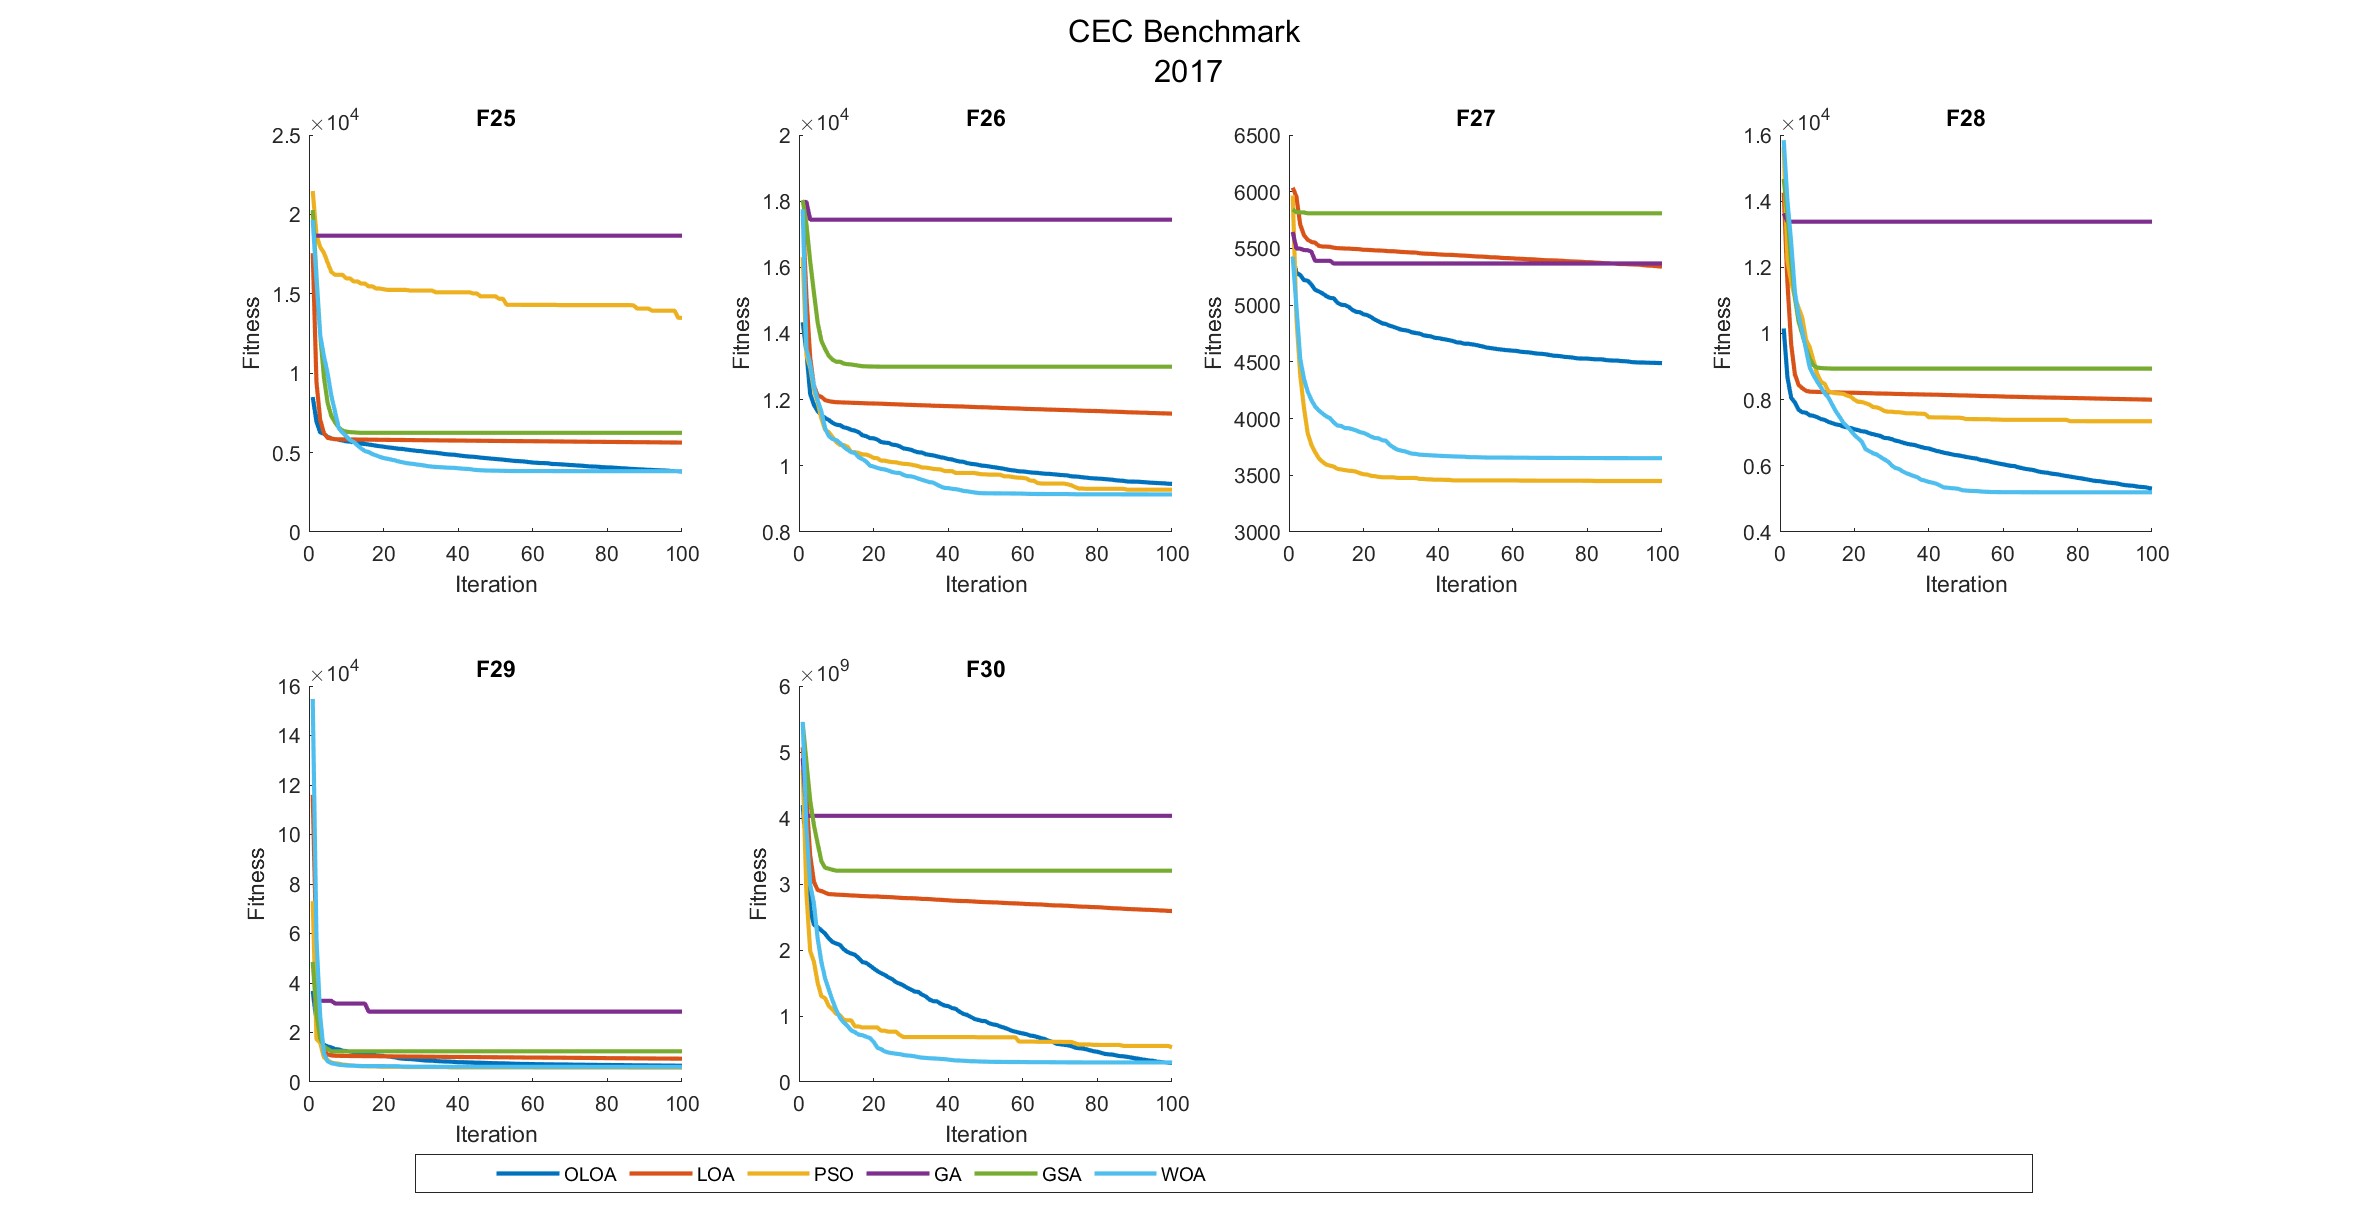 CEC Benchmark
2017
F25
×10^4
2.5
2
1.5
1
0.5
0
Fitness
0 20 40 60 80 100
Iteration
F26
×10^4
2
1.8
1.6
1.4
1.2
1
0.8
Fitness
0 20 40 60 80 100
Iteration
F27
6500
6000
5500
5000
4500
4000
3500
3000
Fitness
0 20 40 60 80 100
Iteration
F28
×10^4
1.6
1.4
1.2
1
0.8
0.6
0.4
Fitness
0 20 40 60 80 100
Iteration
F29
×10^4
16
14
12
10
8
6
4
2
0
Fitness
0 20 40 60 80 100
Iteration
F30
×10^9
6
5
4
3
2
1
0
Fitness
0 20 40 60 80 100
Iteration
OLOA LOA PSO GA GSA WOA